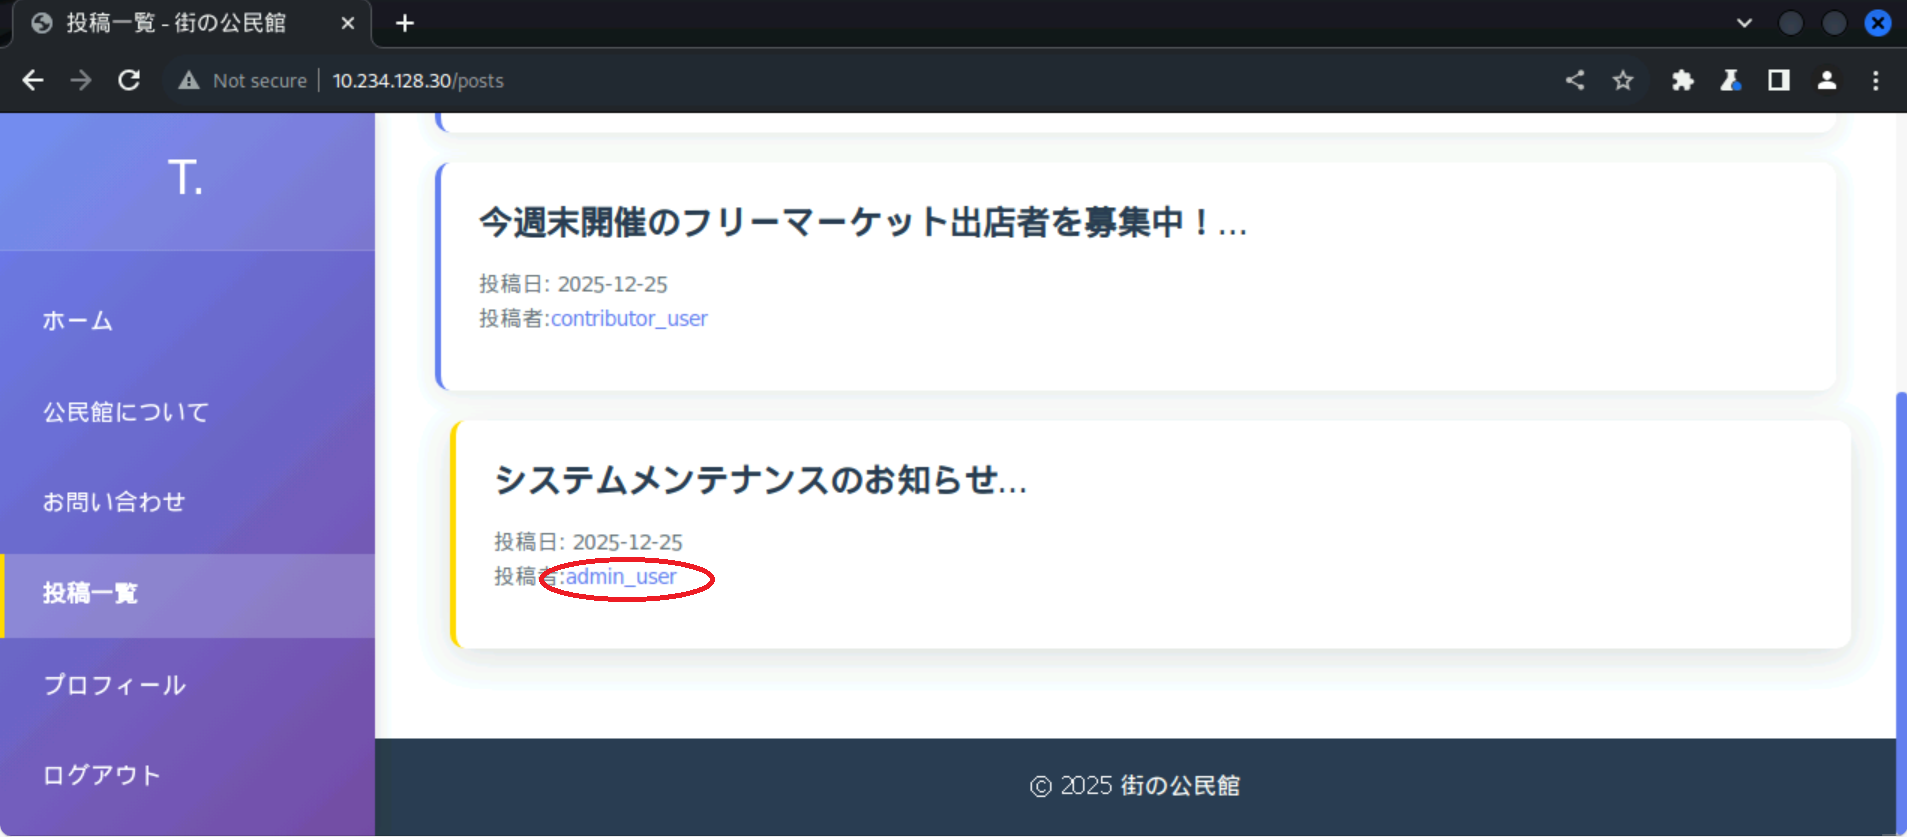 投稿一覧 - 街の公民館
Not secure
10.234.128.30/posts
T.
ホーム
公民館について
お問い合わせ
投稿一覧
プロフィール
ログアウト
今週末開催のフリーマーケット出店者を募集中！...
投稿日: 2025-12-25
投稿者:contributor_user
システムメンテナンスのお知らせ...
投稿日: 2025-12-25
投稿者:admin_user
© 2025 街の公民館